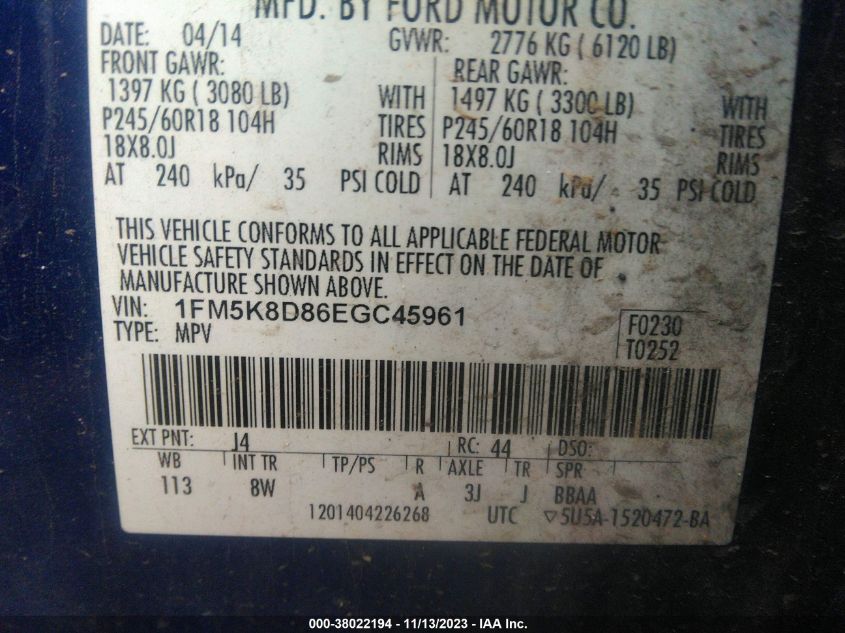 MFD. BY FORD MOTOR CO.
DATE: 04/14 GVWR: 2776 KG ( 6120 LB)
FRONT GAWR: REAR GAWR:
1397 KG ( 3080 LB) WITH 1497 KG ( 3300 LB) WITH
P245/60R18 104H TIRES P245/60R18 104H TIRES
18X8.0J RIMS 18X8.0J RIMS
AT 240 kPa/ 35 PSI COLD AT 240 kPa/ 35 PSI COLD
THIS VEHICLE CONFORMS TO ALL APPLICABLE FEDERAL MOTOR
VEHICLE SAFETY STANDARDS IN EFFECT ON THE DATE OF
MANUFACTURE SHOWN ABOVE.
VIN: 1FM5K8D86EGC45961
TYPE: MPV
F0230
T0252
EXT PNT: J4 RC: 44 DSO:
WB INT TR TP/PS R AXLE TR SPR
113 8W A 3J J BBAA
1201404226268 UTC ▽5U5A-1520472-BA
000-38022194 - 11/13/2023 - IAA Inc.